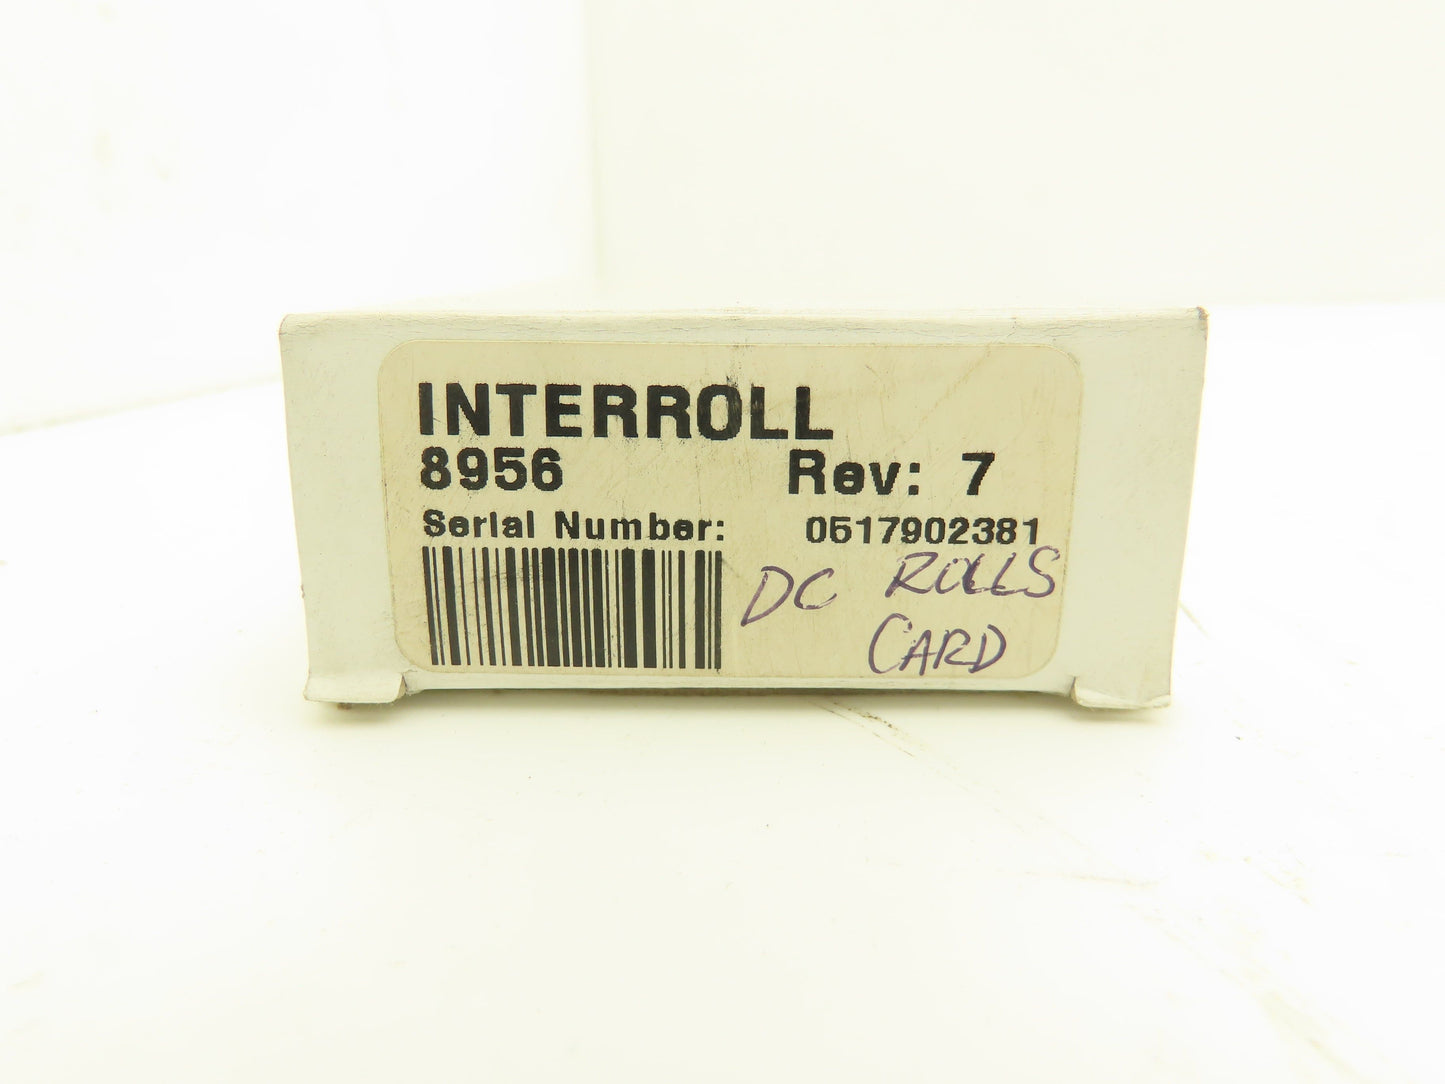 INTERROLL
8956 Rev: 7
Serial Number: 0517902381
DC ROLLS
CARD